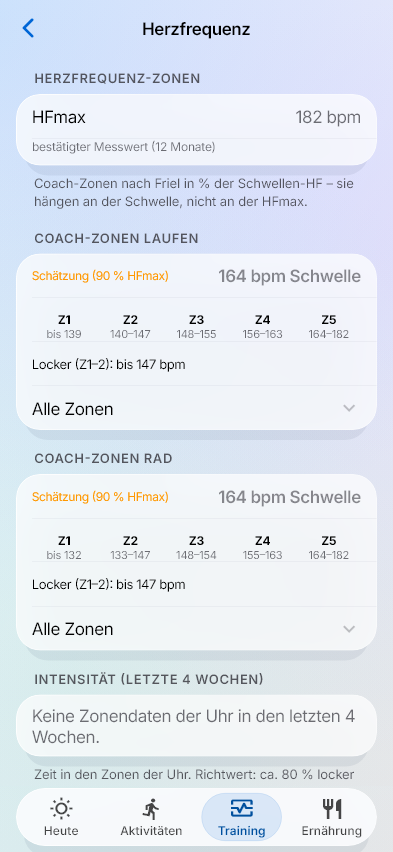 Herzfrequenz
HERZFREQUENZ-ZONEN
HFmax 182 bpm
bestätigter Messwert (12 Monate)
Coach-Zonen nach Friel in % der Schwellen-HF – sie
hängen an der Schwelle, nicht an der HFmax.
COACH-ZONEN LAUFEN
Schätzung (90 % HFmax) 164 bpm Schwelle
Z1 Z2 Z3 Z4 Z5
bis 139 140–147 148–155 156–163 164–182
Locker (Z1–2): bis 147 bpm
Alle Zonen
COACH-ZONEN RAD
Schätzung (90 % HFmax) 164 bpm Schwelle
Z1 Z2 Z3 Z4 Z5
bis 132 133–147 148–154 155–163 164–182
Locker (Z1–2): bis 147 bpm
Alle Zonen
INTENSITÄT (LETZTE 4 WOCHEN)
Keine Zonendaten der Uhr in den letzten 4
Wochen.
Zeit in den Zonen der Uhr. Richtwert: ca. 80 % locker
Heute Aktivitäten Training Ernährung